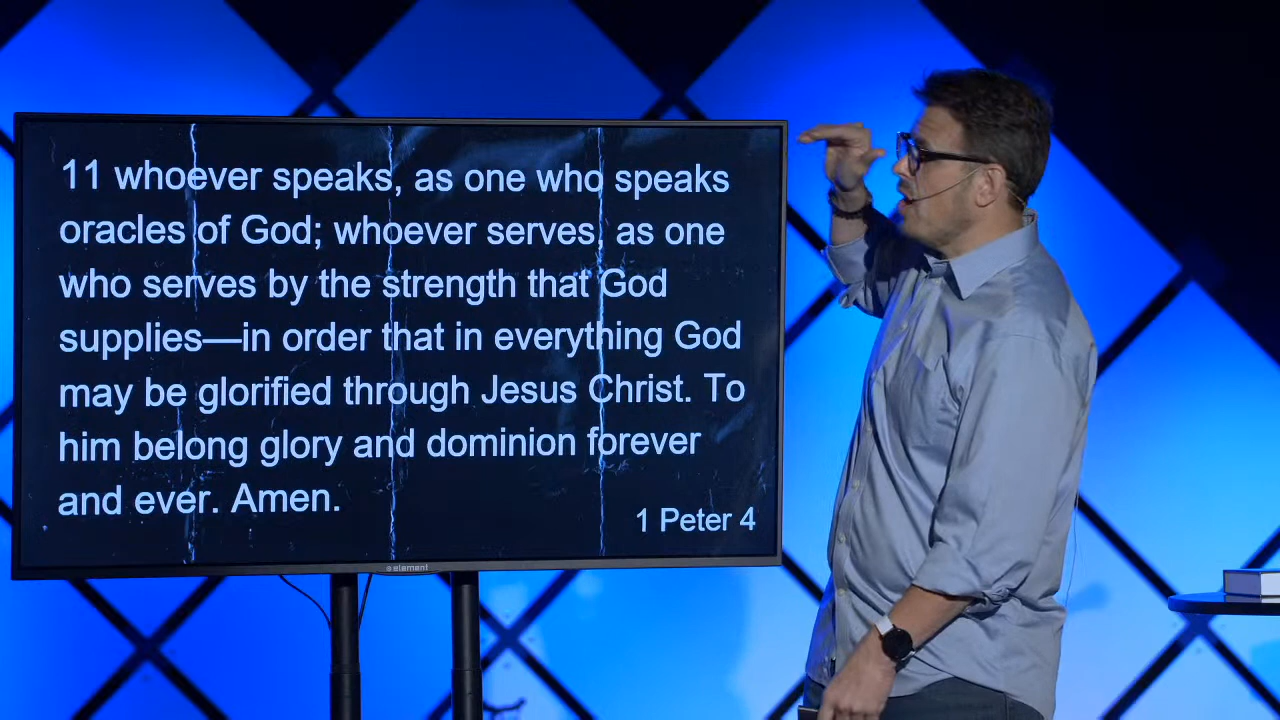 11 whoever speaks, as one who speaks
oracles of God; whoever serves, as one
who serves by the strength that God
supplies—in order that in everything God
may be glorified through Jesus Christ. To
him belong glory and dominion forever
and ever. Amen.
1 Peter 4
element